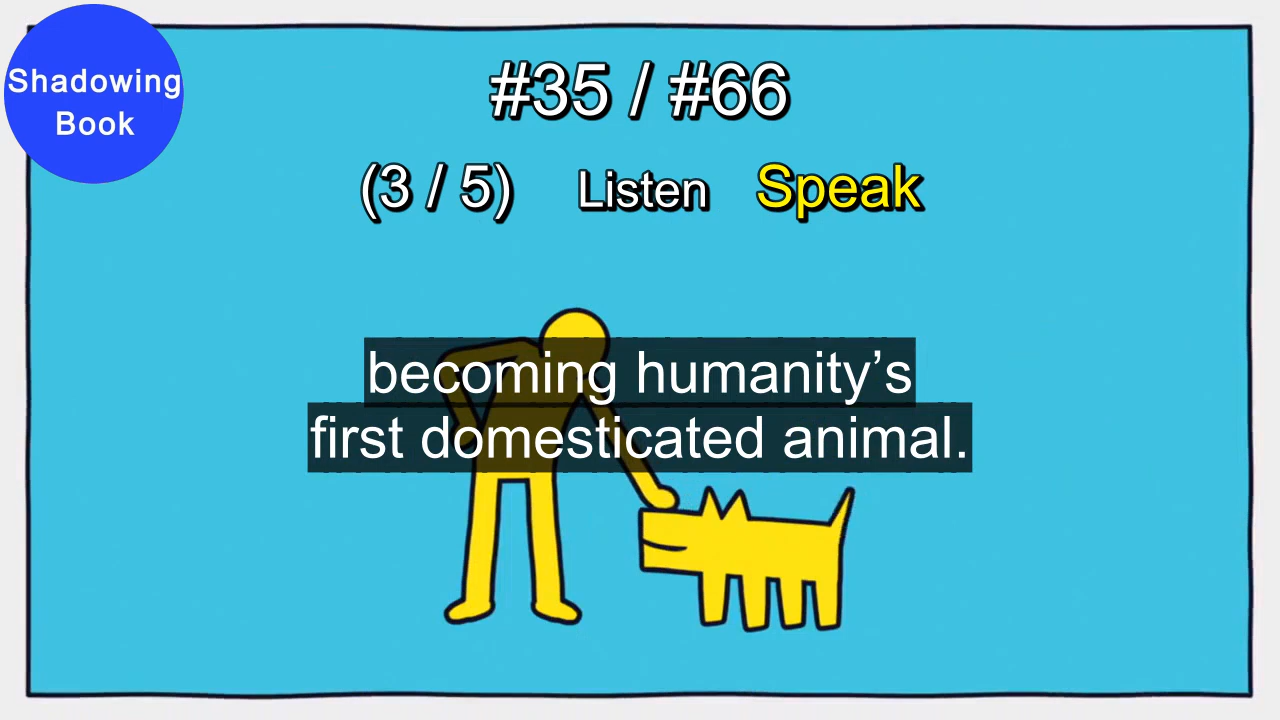 Shadowing
Book
#35 / #66
(3 / 5) Listen Speak
becoming humanity’s
first domesticated animal.